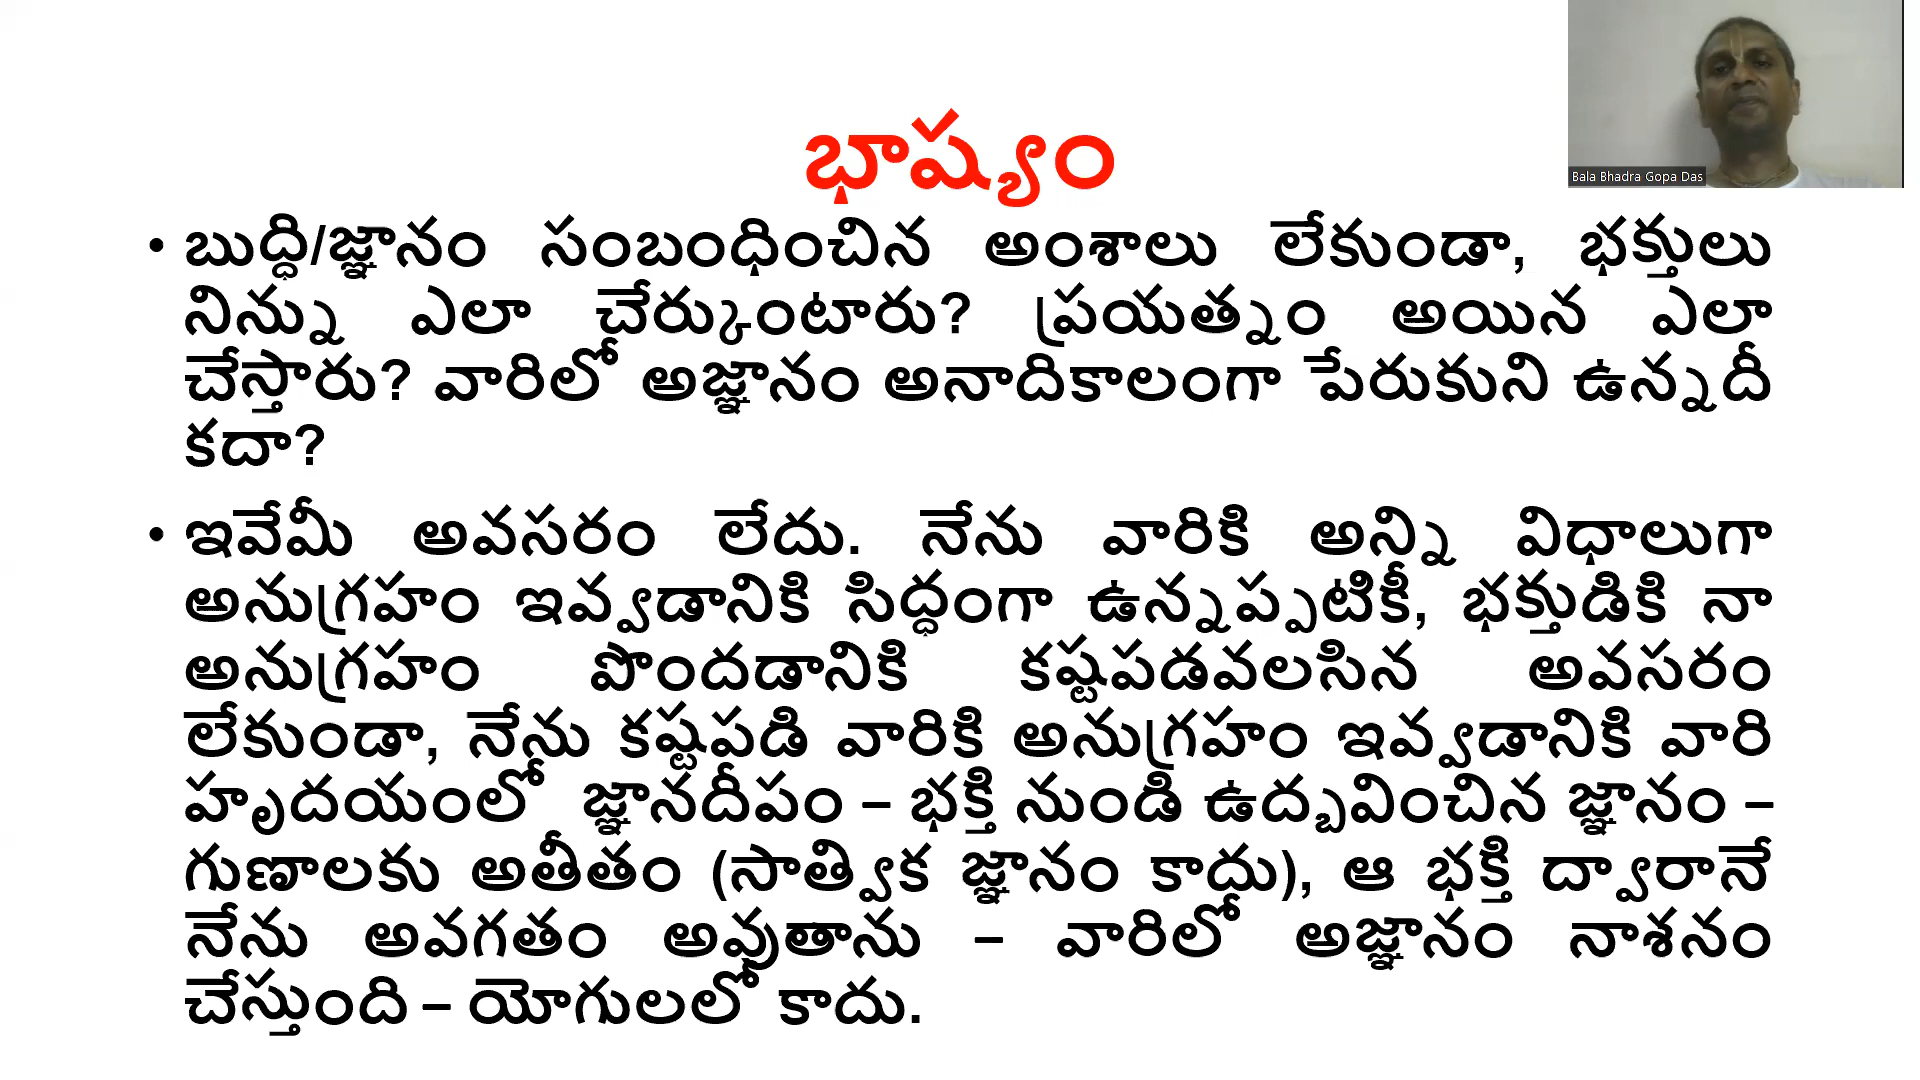 భాష్యం
Bala Bhadra Gopa Das
• బుద్ధి/జ్ఞానం సంబంధించిన అంశాలు లేకుండా, భక్తులు
నిన్ను ఎలా చేర్కుంటారు? ప్రయత్నం అయిన ఎలా
చేస్తారు? వారిలో అజ్ఞానం అనాదికాలంగా పేరుకుని ఉన్నదీ
కదా?
• ఇవేమీ అవసరం లేదు. నేను వారికి అన్ని విధాలుగా
అనుగ్రహం ఇవ్వడానికి సిద్ధంగా ఉన్నప్పటికీ, భక్తుడికి నా
అనుగ్రహం పొందడానికి కష్టపడవలసిన అవసరం
లేకుండా, నేను కష్టపడి వారికి అనుగ్రహం ఇవ్వడానికి వారి
హృదయంలో జ్ఞానదీపం – భక్తి నుండి ఉద్భవించిన జ్ఞానం –
గుణాలకు అతీతం (సాత్విక జ్ఞానం కాదు), ఆ భక్తి ద్వారానే
నేను అవగతం అవుతాను – వారిలో అజ్ఞానం నాశనం
చేస్తుంది – యోగులలో కాదు.